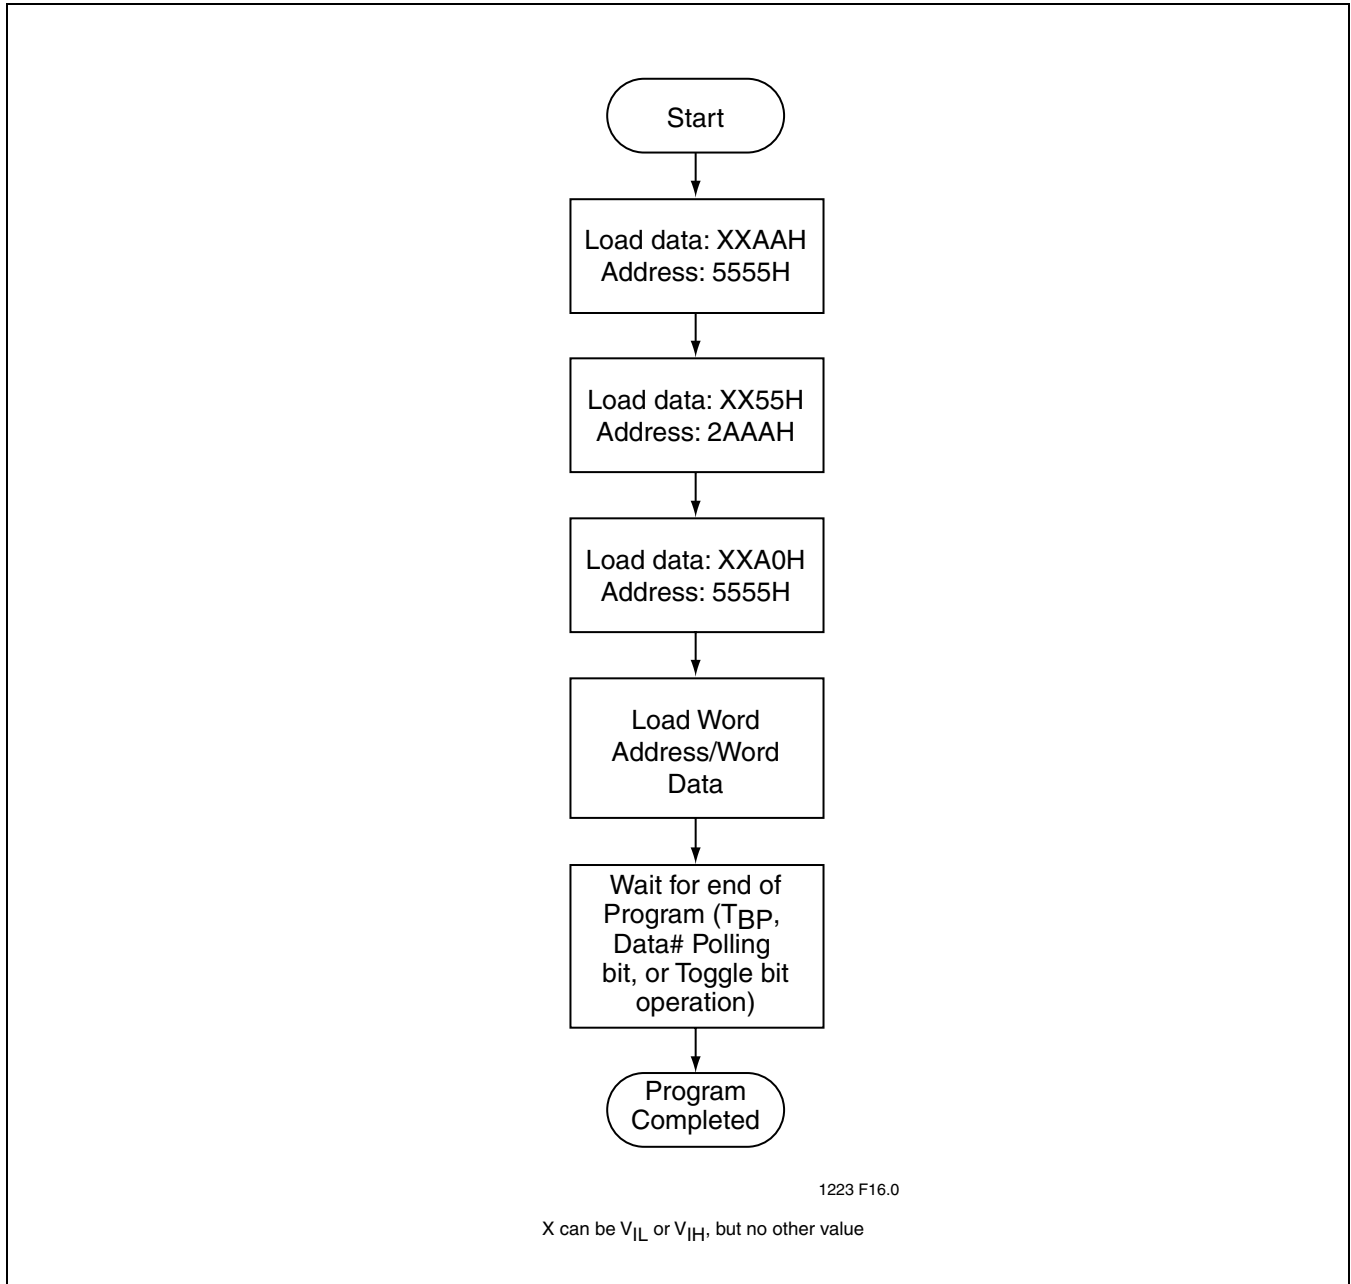 Start
Load data: XXAAH
Address: 5555H
Load data: XX55H
Address: 2AAAH
Load data: XXA0H
Address: 5555H
Load Word
Address/Word
Data
Wait for end of
Program (TBP,
Data# Polling
bit, or Toggle bit
operation)
Program
Completed
1223 F16.0
X can be VIL or VIH, but no other value